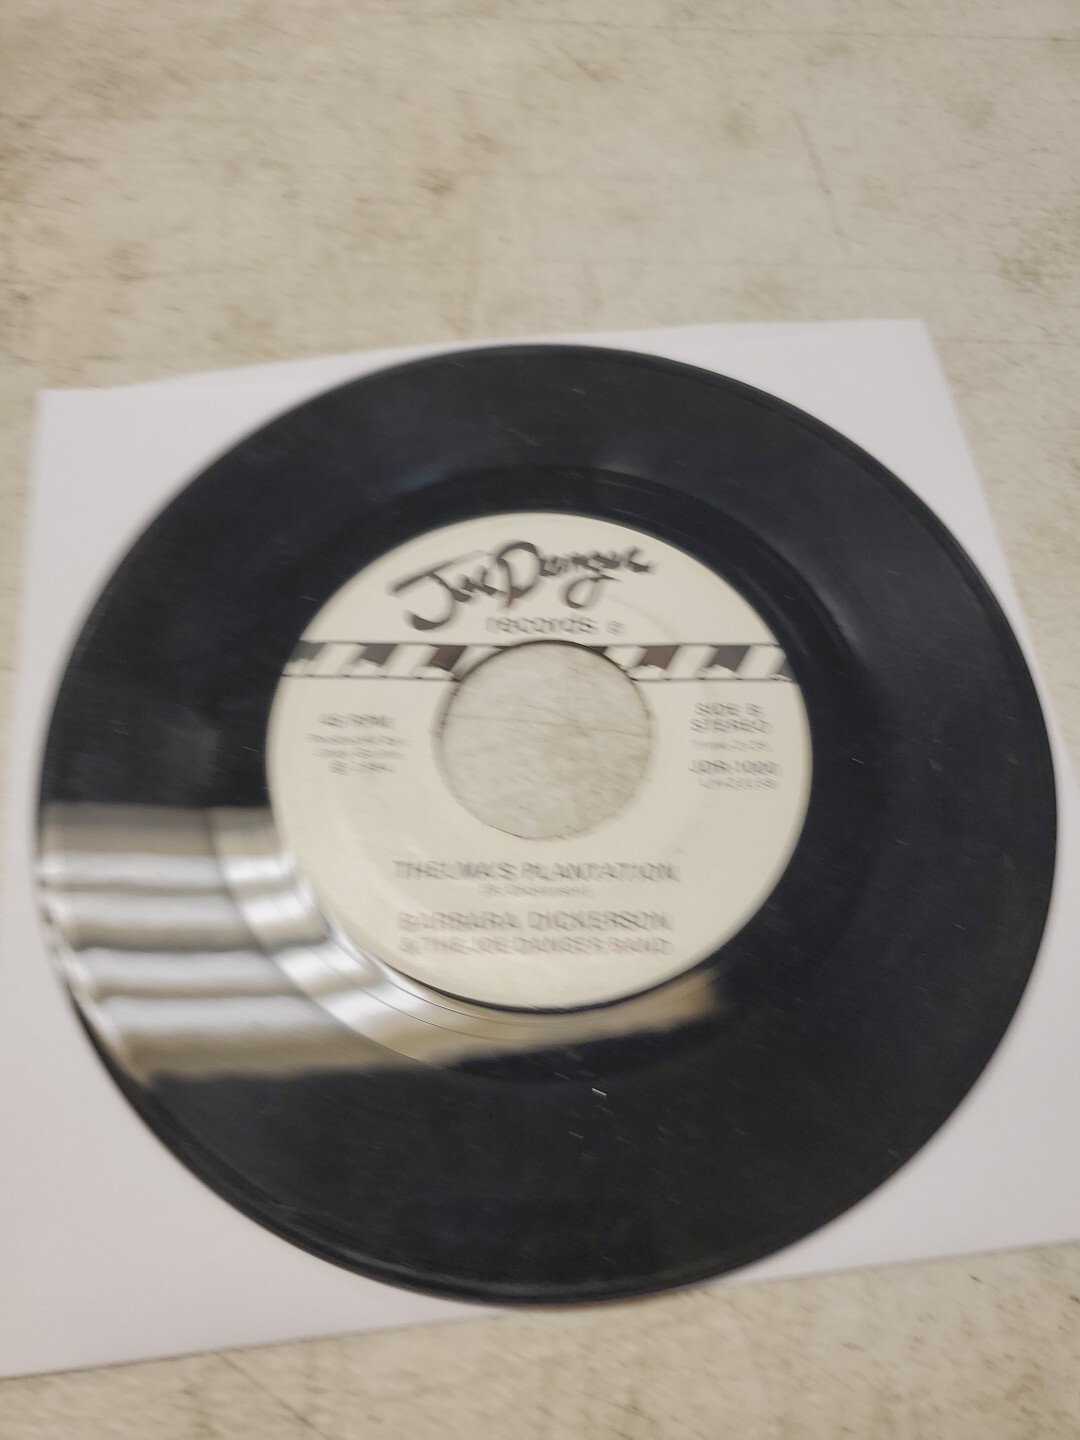 Joe Danger
records
45 RPM
SIDE B
STEREO
JDR-1000
THELMA'S PLANTATION
BARBARA DICKERSON
& THE JOE DANGER BAND